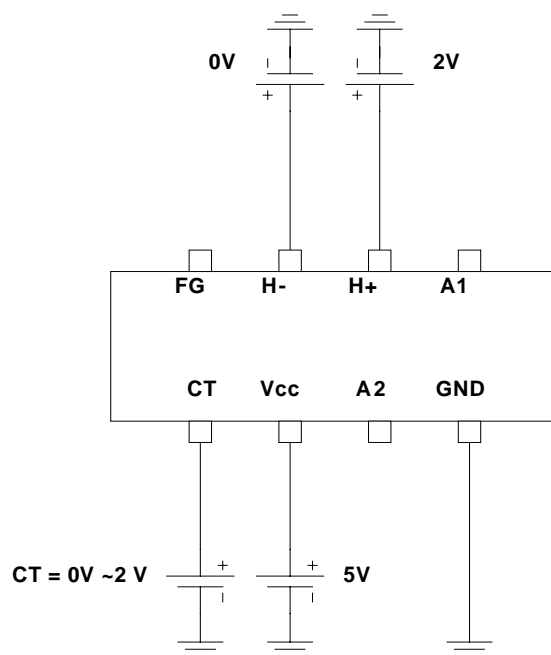 0V 2V
- -
+ +
FG H- H+ A1
CT Vcc A2 GND
+ +
CT = 0V ~2 V 5V
- -